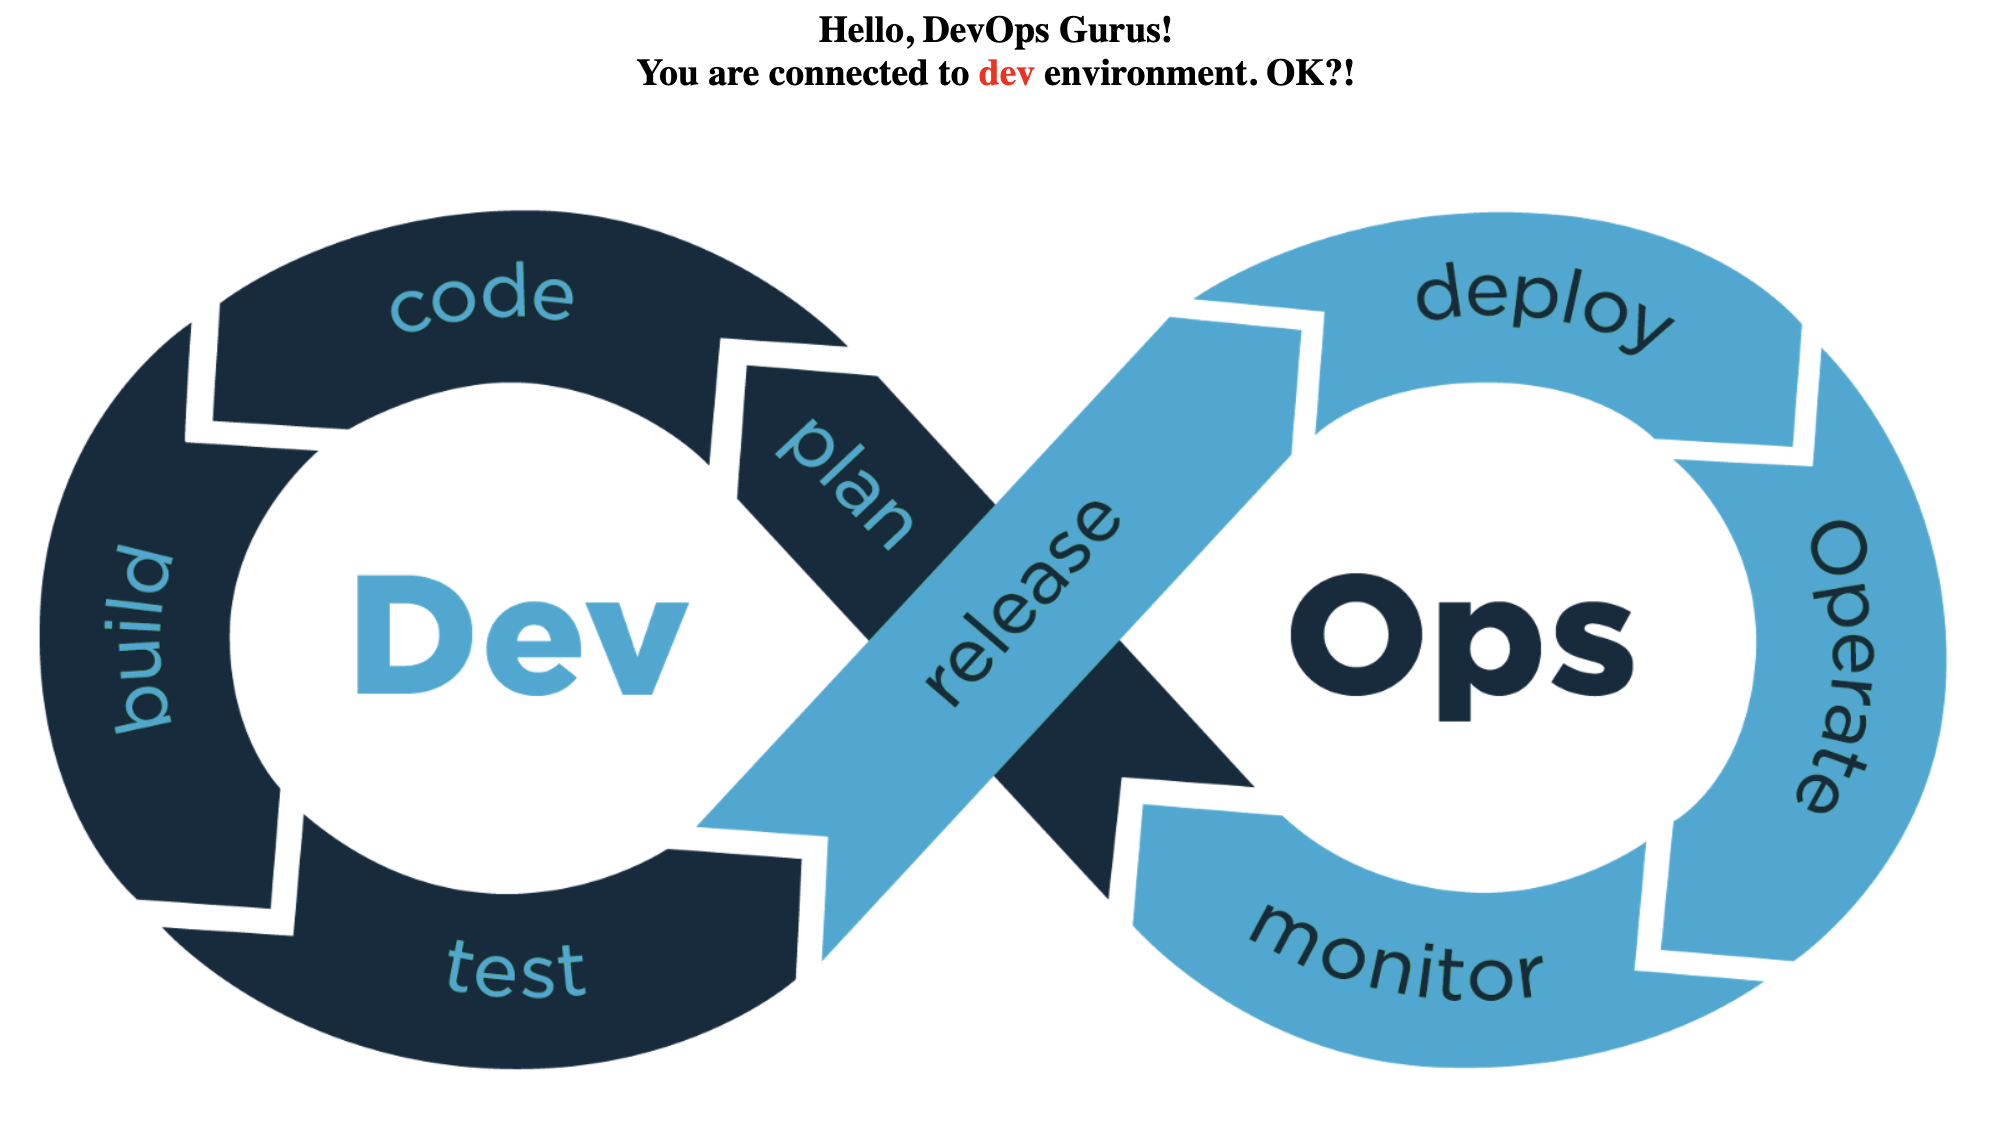 Hello, DevOps Gurus!
You are connected to dev environment. OK?!
code
plan
build
Dev
test
release
deploy
Ops
Operate
monitor